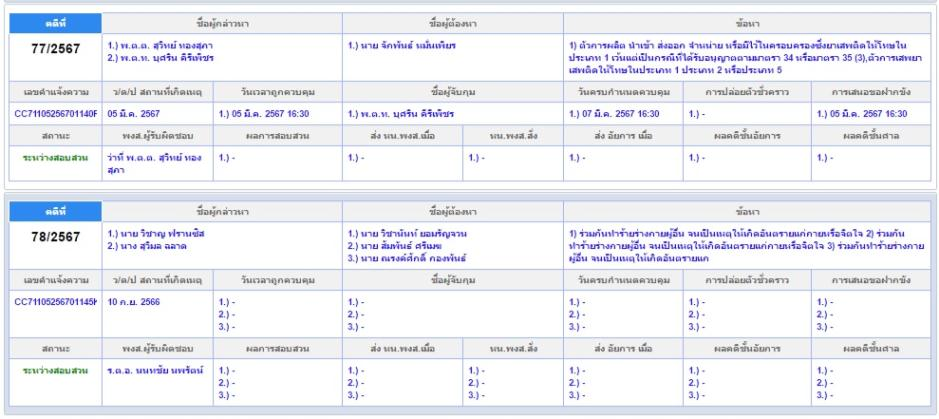 คดีที่ ชื่อผู้กล่าวหา ชื่อผู้ต้องหา ข้อหา
77/2567 1.) พ.ต.ต. สุวิทย์ ทองสุกา 1.) นาย จักพันธ์ หมั่นเพียร 1) ตัวการผลิต นำเข้า ส่งออก จำหน่าย หรือมีไว้ในครอบครองซึ่งยาเสพติดให้โทษใน
2.) พ.ต.ท. บุศริน คิรีเพ็ชร ประเภท 1 เว้นแต่เป็นกรณีที่ได้รับอนุญาตตามมาตรา 34 หรือมาตรา 35 (3),ตัวการเสพยา
เสพติดให้โทษในประเภท 1 ประเภท 2 หรือประเภท 5
เลขคำแจ้งความ ว/ด/ป สถานที่เกิดเหตุ วันเวลาถูกควบคุม ชื่อผู้จับกุม วันครบกำหนดควบคุม การปล่อยตัวชั่วคราว การเสนอขอฝากขัง
CC71105256701140F 05 มี.ค. 2567 1.) 05 มี.ค. 2567 16:30 1.) พ.ต.ท. บุศริน คิรีเพ็ชร 1.) 07 มี.ค. 2567 16:30 1.) - 1.) 05 มี.ค. 2567 16:30
สถานะ พงส.ผู้รับผิดชอบ ผลการสอบสวน ส่ง หน.พงส.เมื่อ หน.พงส.สั่ง ส่ง อัยการ เมื่อ ผลคดีชั้นอัยการ ผลคดีชั้นศาล
ระหว่างสอบสวน ว่าที่ พ.ต.ต. สุวิทย์ ทอง 1.) - 1.) - 1.) - 1.) - 1.) - 1.) -
สุกา
คดีที่ ชื่อผู้กล่าวหา ชื่อผู้ต้องหา ข้อหา
78/2567 1.) นาย วิชาญ ฟรานซิส 1.) นาย วิชานันท์ ยอมรัญจวน 1) ร่วมกันทำร้ายร่างกายผู้อื่น จนเป็นเหตุให้เกิดอันตรายแก่กายหรือจิตใจ 2) ร่วมกัน
2.) นาง สุวิมล ฉลาด 2.) นาย สัมพันธ์ ศรีเมฆ ทำร้ายร่างกายผู้อื่น จนเป็นเหตุให้เกิดอันตรายแก่กายหรือจิตใจ 3) ร่วมกันทำร้ายร่างกาย
3.) นาย ณรงค์ศักดิ์ กองพันธ์ ผู้อื่น จนเป็นเหตุให้เกิดอันตรายแก
เลขคำแจ้งความ ว/ด/ป สถานที่เกิดเหตุ วันเวลาถูกควบคุม ชื่อผู้จับกุม วันครบกำหนดควบคุม การปล่อยตัวชั่วคราว การเสนอขอฝากขัง
CC71105256701145 10 ก.ย. 2566 1.) - 1.) - 1.) - 1.) - 1.) -
2.) - 2.) - 2.) - 2.) - 2.) -
3.) - 3.) - 3.) - 3.) - 3.) -
สถานะ พงส.ผู้รับผิดชอบ ผลการสอบสวน ส่ง หน.พงส.เมื่อ หน.พงส.สั่ง ส่ง อัยการ เมื่อ ผลคดีชั้นอัยการ ผลคดีชั้นศาล
ระหว่างสอบสวน ร.ต.อ. นนทชัย นพรัตน์ 1.) - 1.) - 1.) - 1.) - 1.) - 1.) -
2.) - 2.) - 2.) - 2.) - 2.) - 2.) -
3.) - 3.) - 3.) - 3.) - 3.) - 3.) -